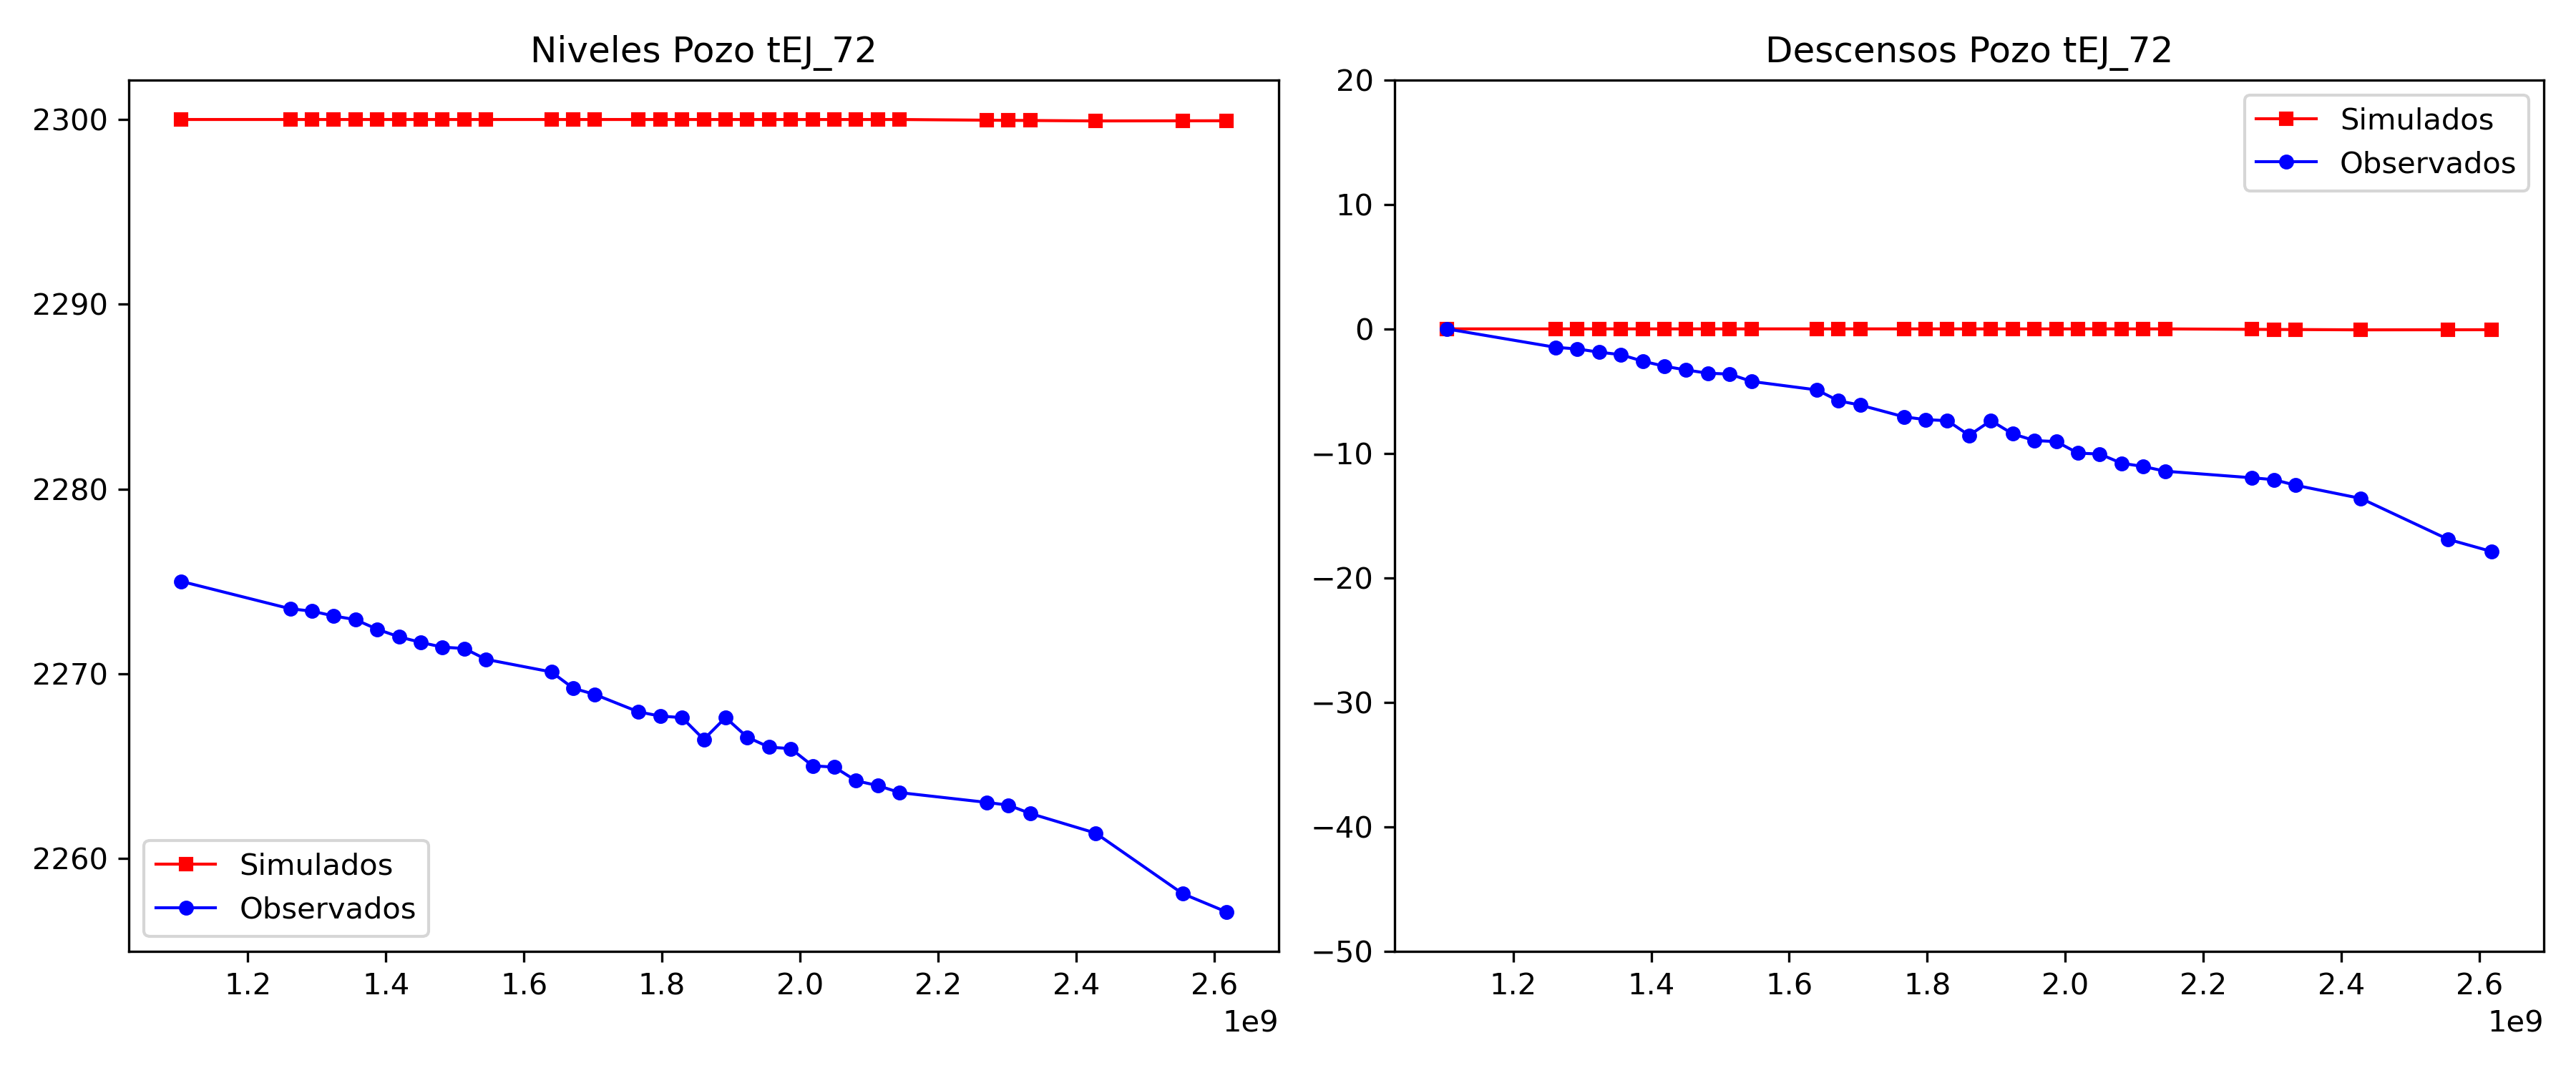 Niveles Pozo tEJ_72
2300
2290
2280
2270
2260
Simulados
Observados
1.2 1.4 1.6 1.8 2.0 2.2 2.4 2.6
1e9
Descensos Pozo tEJ_72
20
10
0
−10
−20
−30
−40
−50
Simulados
Observados
1.2 1.4 1.6 1.8 2.0 2.2 2.4 2.6
1e9